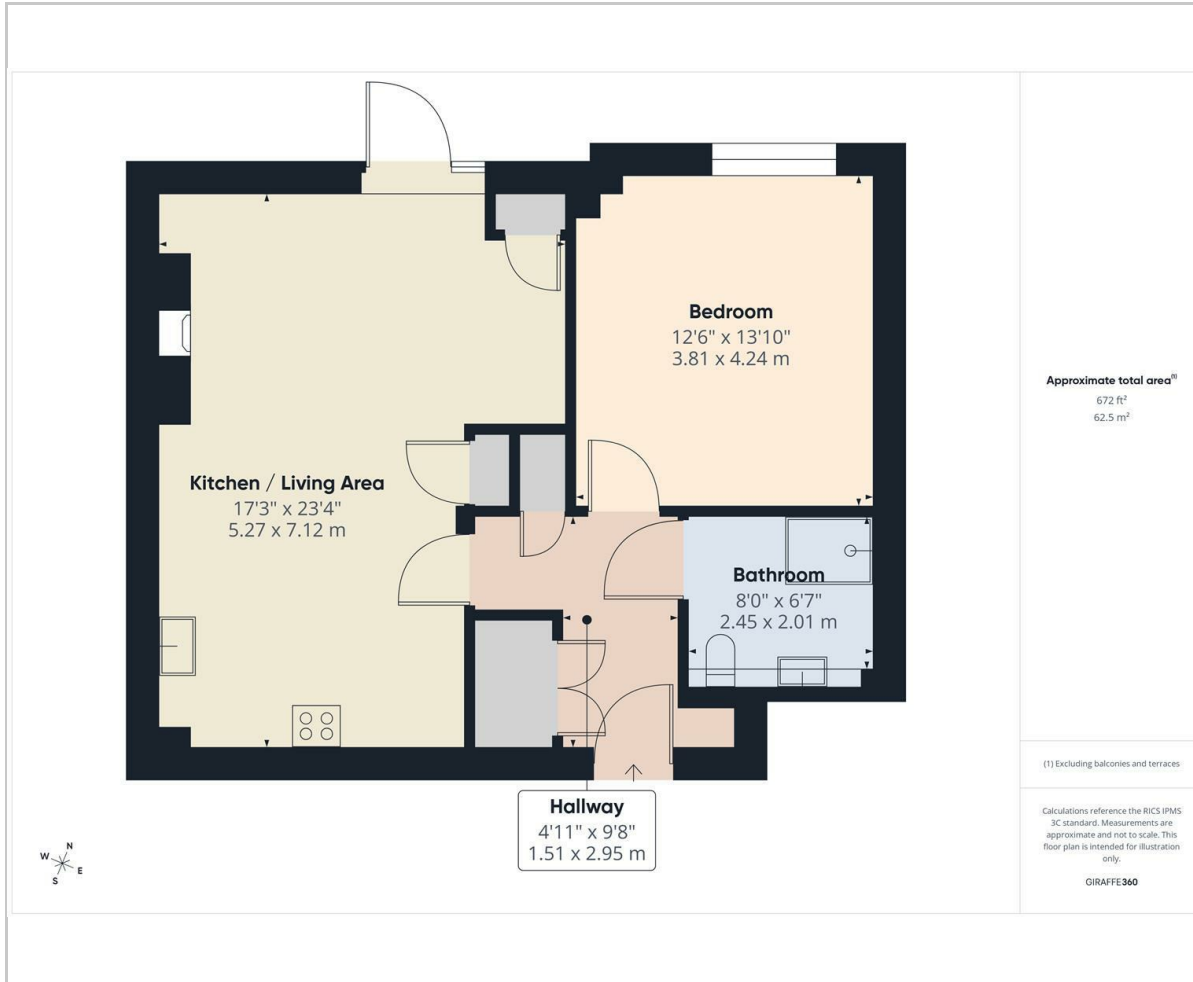 Kitchen / Living Area
17'3" x 23'4"
5.27 x 7.12 m
Bedroom
12'6" x 13'10"
3.81 x 4.24 m
Bathroom
8'0" x 6'7"
2.45 x 2.01 m
Hallway
4'11" x 9'8"
1.51 x 2.95 m
N
W
E
S
Approximate total area⁽¹⁾
672 ft²
62.5 m²
(1) Excluding balconies and terraces
Calculations reference the RICS IPMS
3C standard. Measurements are
approximate and not to scale. This
floor plan is intended for illustration
only.
GIRAFFE360